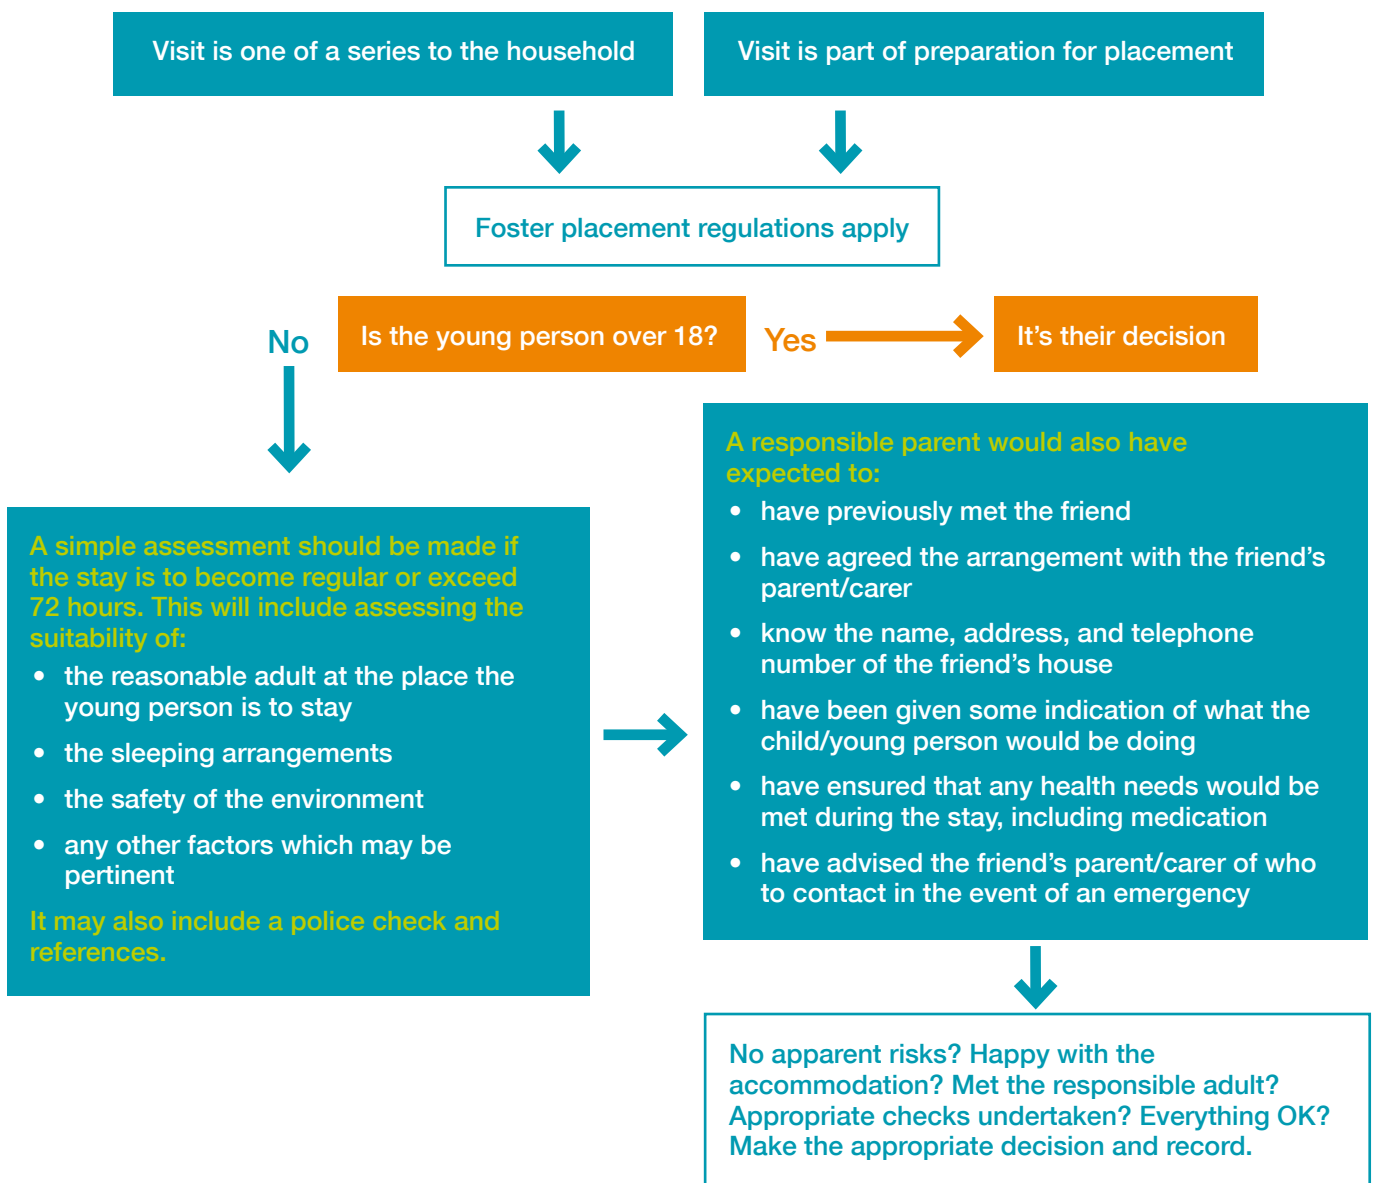 Visit is one of a series to the household
Visit is part of preparation for placement
Foster placement regulations apply
No
Is the young person over 18?
Yes
It's their decision
A simple assessment should be made if
the stay is to become regular or exceed
72 hours. This will include assessing the
suitability of:
• the reasonable adult at the place the
young person is to stay
• the sleeping arrangements
• the safety of the environment
• any other factors which may be
pertinent
It may also include a police check and
references.
A responsible parent would also have
expected to:
• have previously met the friend
• have agreed the arrangement with the friend's
parent/carer
• know the name, address, and telephone
number of the friend's house
• have been given some indication of what the
child/young person would be doing
• have ensured that any health needs would be
met during the stay, including medication
• have advised the friend's parent/carer of who
to contact in the event of an emergency
No apparent risks? Happy with the
accommodation? Met the responsible adult?
Appropriate checks undertaken? Everything OK?
Make the appropriate decision and record.